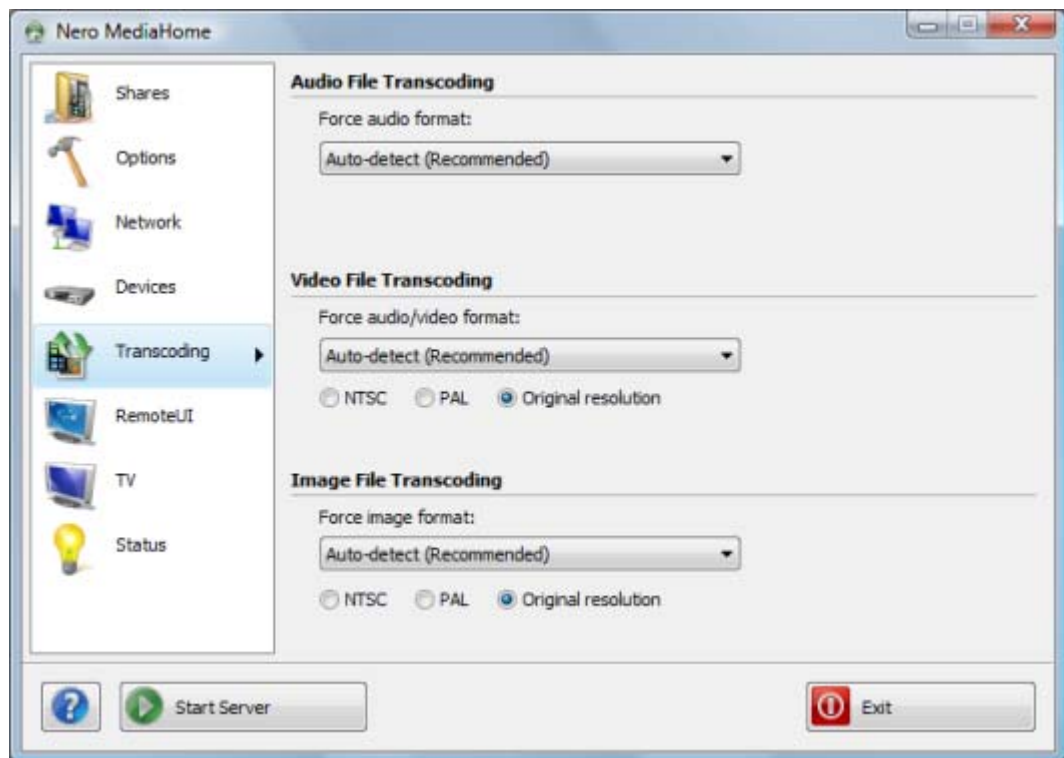 Nero MediaHome
Shares
Options
Network
Devices
Transcoding
RemoteUI
TV
Status
Audio File Transcoding
Force audio format:
Auto-detect (Recommended)
Video File Transcoding
Force audio/video format:
Auto-detect (Recommended)
NTSC PAL Original resolution
Image File Transcoding
Force image format:
Auto-detect (Recommended)
NTSC PAL Original resolution
? Start Server Exit